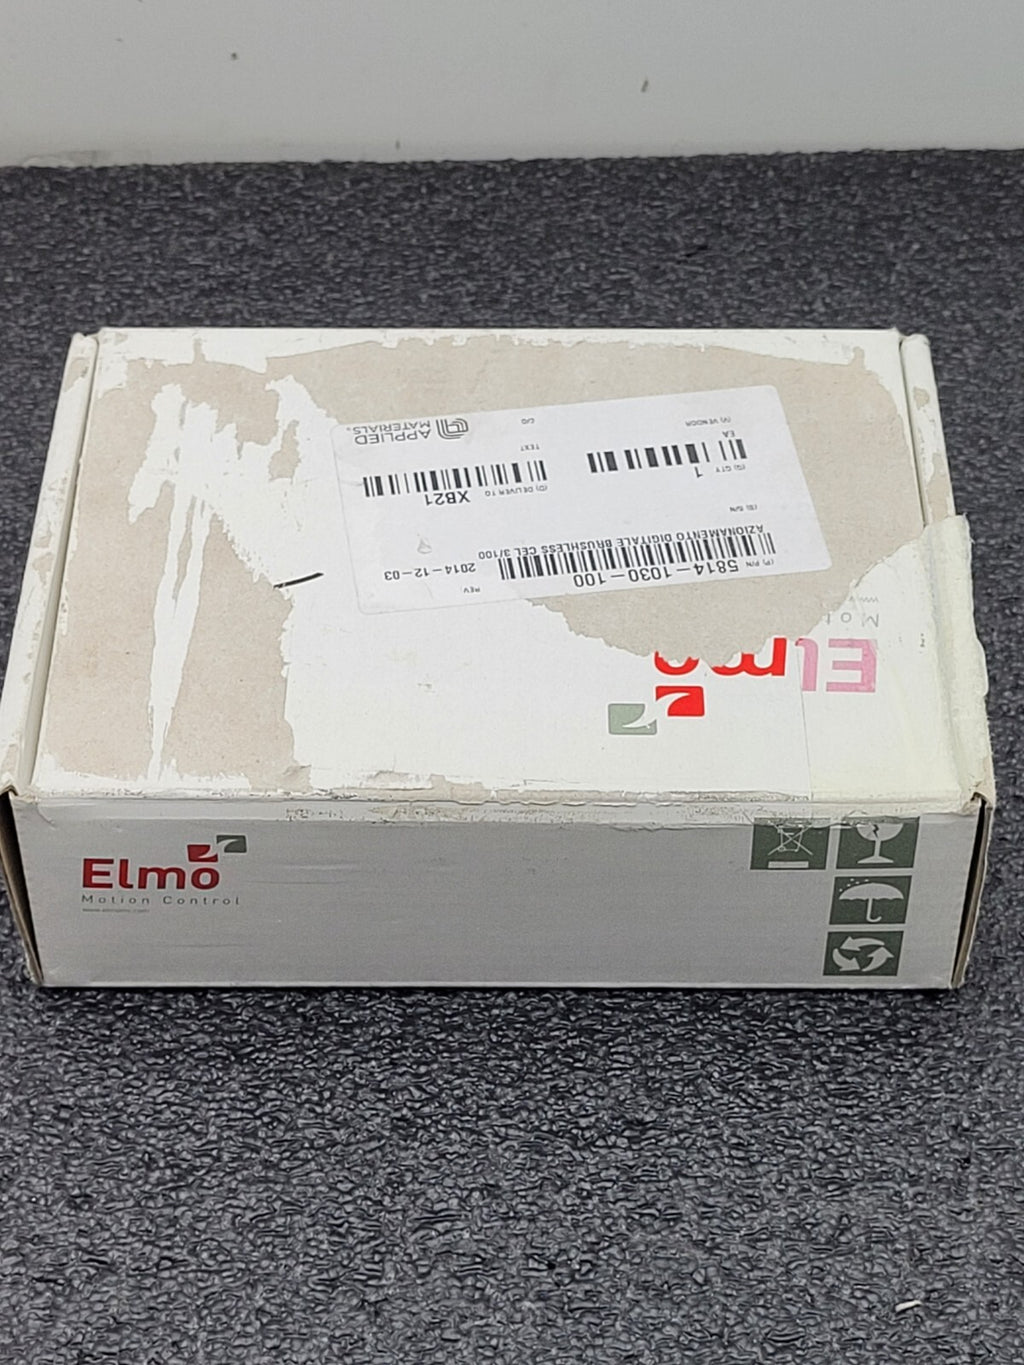 (P) P/N
5814-1030-100
REV
2014-12-03
AZIONAMENTO DIGITALE BRUSHLESS CEL 3/100
(S) S/N
(Q) QTY
1
EA
(D) DELIVER TO
XB21
(V) VENDOR
TEXT
C/O
APPLIED
MATERIALS®
Elmo
Mot
Elmo
Motion Control
www.elmomc.com